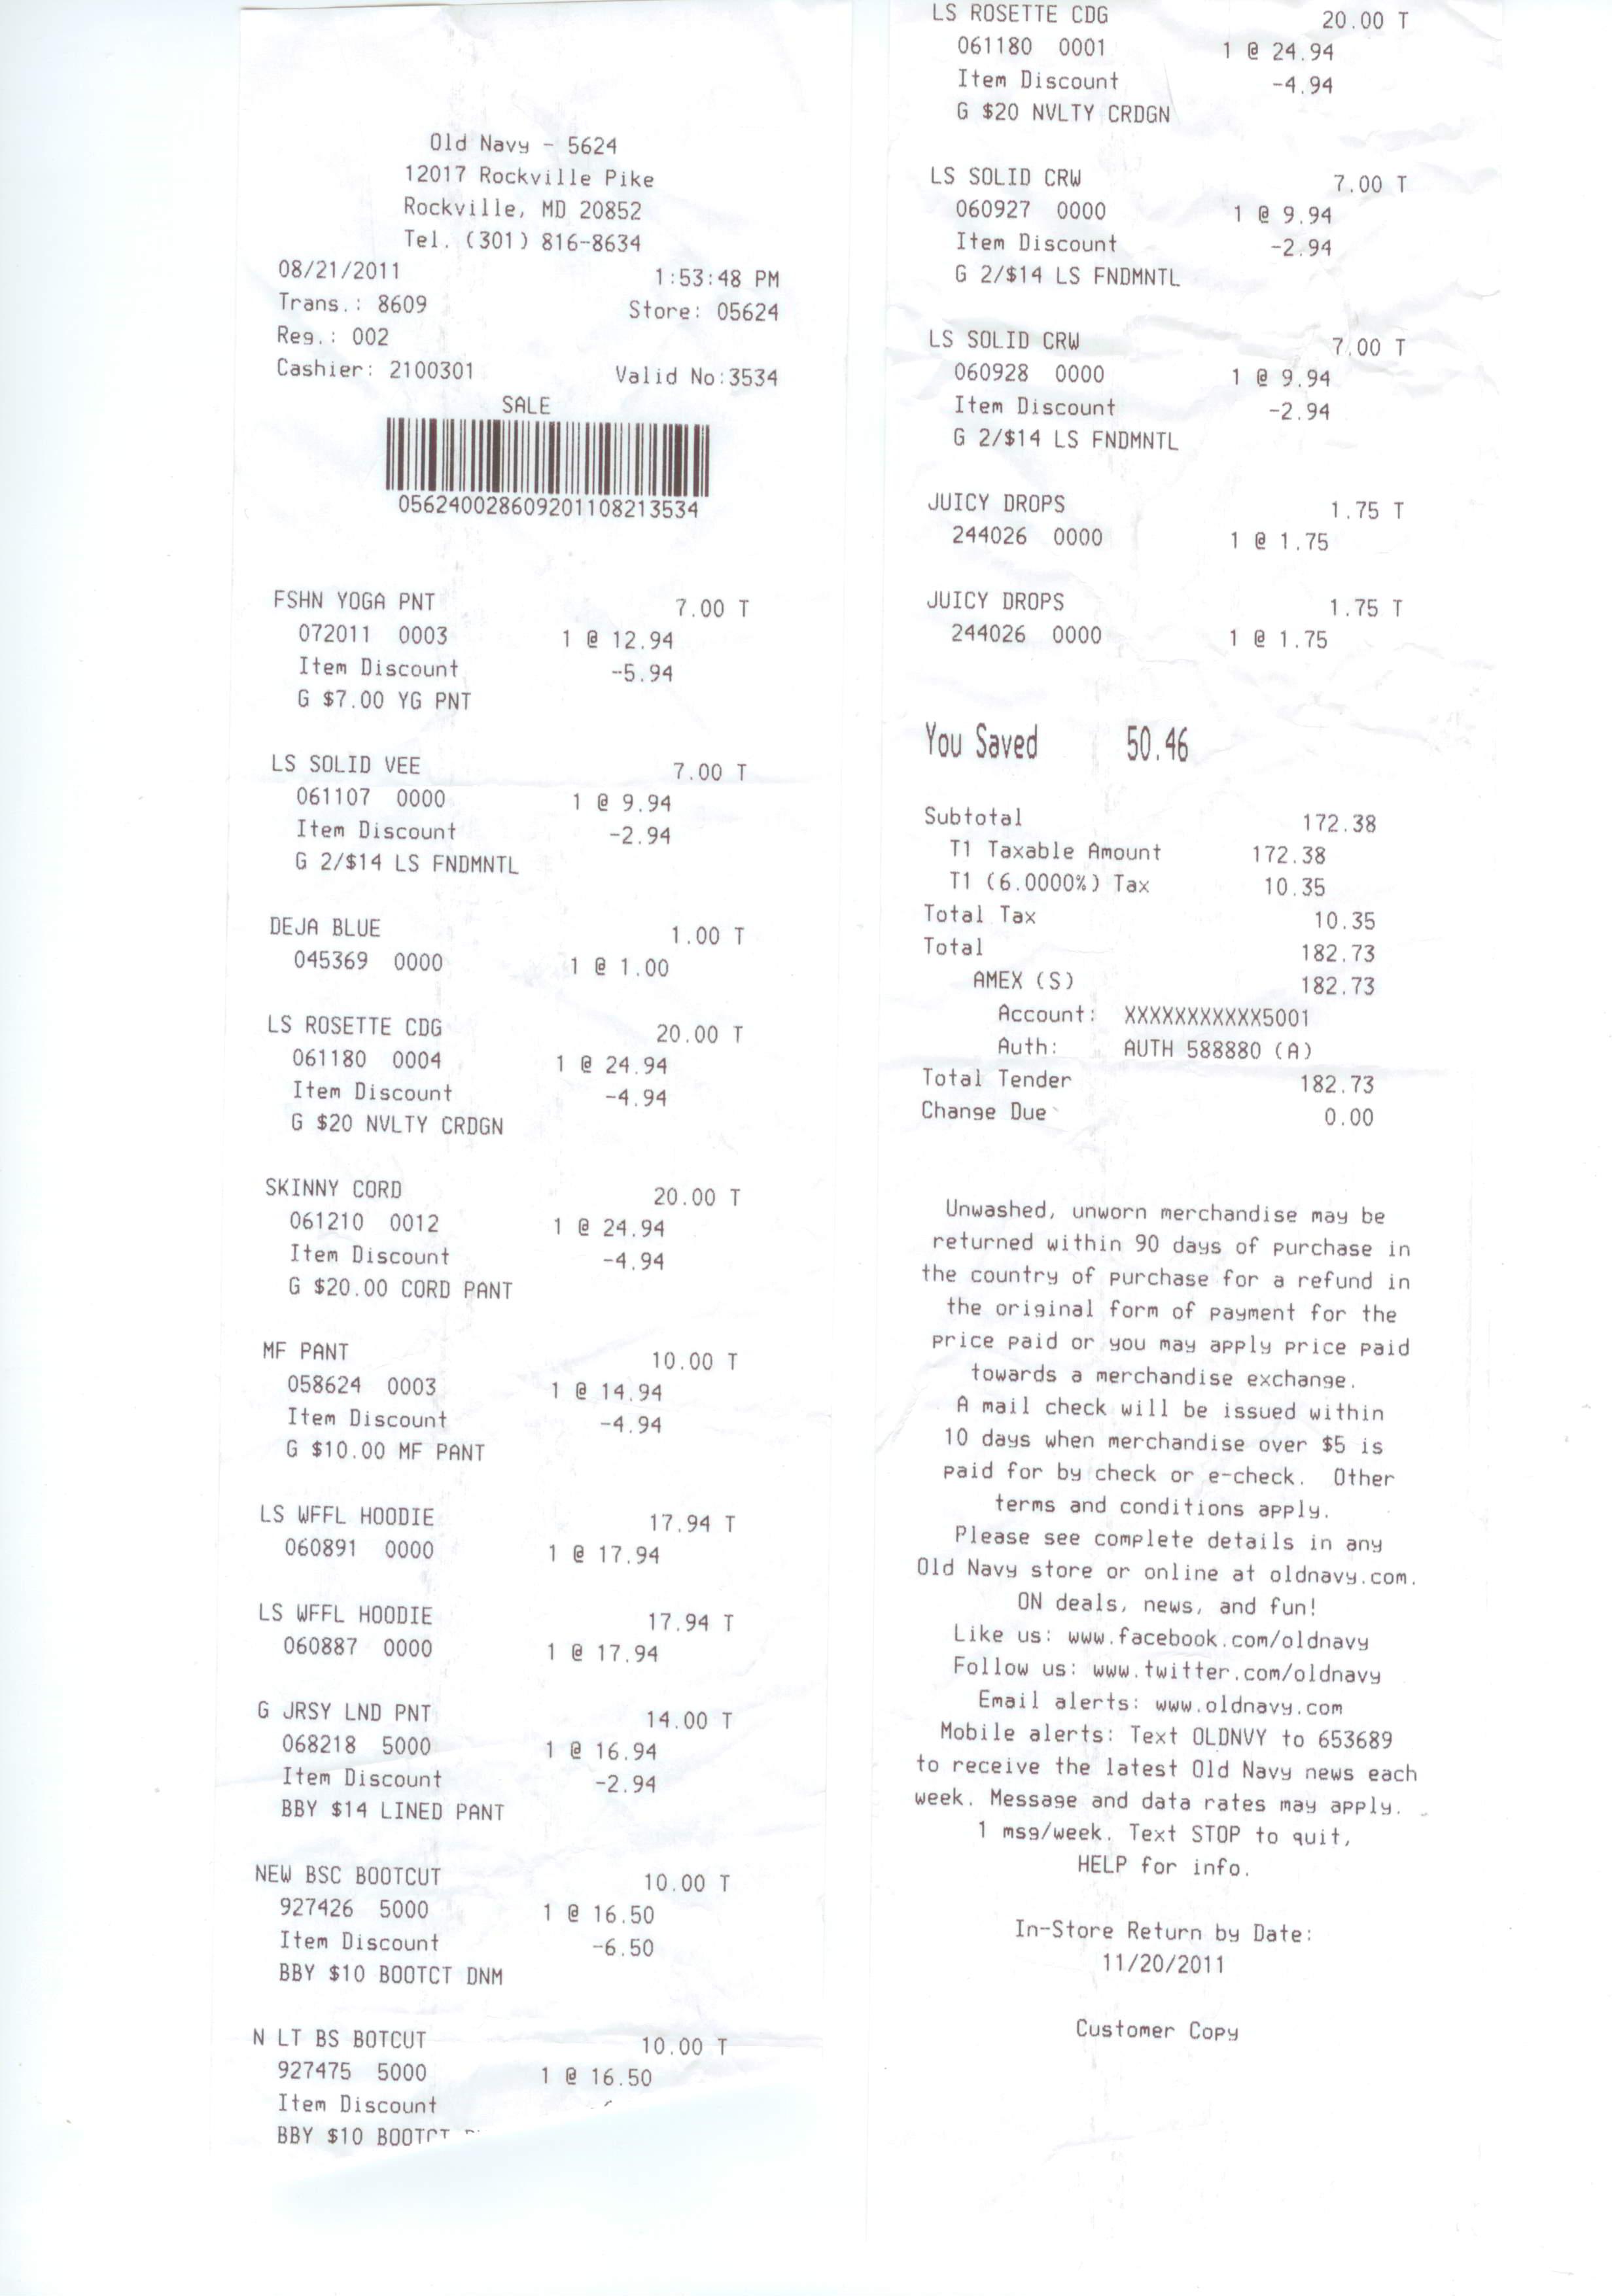 Old Navy - 5624
12017 Rockville Pike
Rockville, MD 20852
Tel. (301) 816-8634
08/21/2011 1:53:48 PM
Trans.: 8609 Store: 05624
Reg.: 002
Cashier: 2100301 Valid No:3534
SALE
05624002860920110821​3534
FSHN YOGA PNT 7.00 T
072011 0003 1 @ 12.94
Item Discount -5.94
G $7.00 YG PNT
LS SOLID VEE 7.00 T
061107 0000 1 @ 9.94
Item Discount -2.94
G 2/$14 LS FNDMNTL
DEJA BLUE 1.00 T
045369 0000 1 @ 1.00
LS ROSETTE CDG 20.00 T
061180 0004 1 @ 24.94
Item Discount -4.94
G $20 NVLTY CRDGN
SKINNY CORD 20.00 T
061210 0012 1 @ 24.94
Item Discount -4.94
G $20.00 CORD PANT
MF PANT 10.00 T
058624 0003 1 @ 14.94
Item Discount -4.94
G $10.00 MF PANT
LS WFFL HOODIE 17.94 T
060891 0000 1 @ 17.94
LS WFFL HOODIE 17.94 T
060887 0000 1 @ 17.94
G JRSY LND PNT 14.00 T
068218 5000 1 @ 16.94
Item Discount -2.94
BBY $14 LINED PANT
NEW BSC BOOTCUT 10.00 T
927426 5000 1 @ 16.50
Item Discount -6.50
BBY $10 BOOTCT DNM
N LT BS BOTCUT 10.00 T
927475 5000 1 @ 16.50
Item Discount
BBY $10 BOOTCT
LS ROSETTE CDG 20.00 T
061180 0001 1 @ 24.94
Item Discount -4.94
G $20 NVLTY CRDGN
LS SOLID CRW 7.00 T
060927 0000 1 @ 9.94
Item Discount -2.94
G 2/$14 LS FNDMNTL
LS SOLID CRW 7.00 T
060928 0000 1 @ 9.94
Item Discount -2.94
G 2/$14 LS FNDMNTL
JUICY DROPS 1.75 T
244026 0000 1 @ 1.75
JUICY DROPS 1.75 T
244026 0000 1 @ 1.75
You Saved 50.46
Subtotal 172.38
T1 Taxable Amount 172.38
T1 (6.0000%) Tax 10.35
Total Tax 10.35
Total 182.73
AMEX (S) 182.73
Account: XXXXXXXXXXX5001
Auth: AUTH 588880 (A)
Total Tender 182.73
Change Due 0.00
Unwashed, unworn merchandise may be
returned within 90 days of purchase in
the country of purchase for a refund in
the original form of payment for the
price paid or you may apply price paid
towards a merchandise exchange.
A mail check will be issued within
10 days when merchandise over $5 is
paid for by check or e-check. Other
terms and conditions apply.
Please see complete details in any
Old Navy store or online at oldnavy.com.
ON deals, news, and fun!
Like us: www.facebook.com/oldnavy
Follow us: www.twitter.com/oldnavy
Email alerts: www.oldnavy.com
Mobile alerts: Text OLDNVY to 653689
to receive the latest Old Navy news each
week. Message and data rates may apply.
1 msg/week. Text STOP to quit,
HELP for info.
In-Store Return by Date:
11/20/2011
Customer Copy